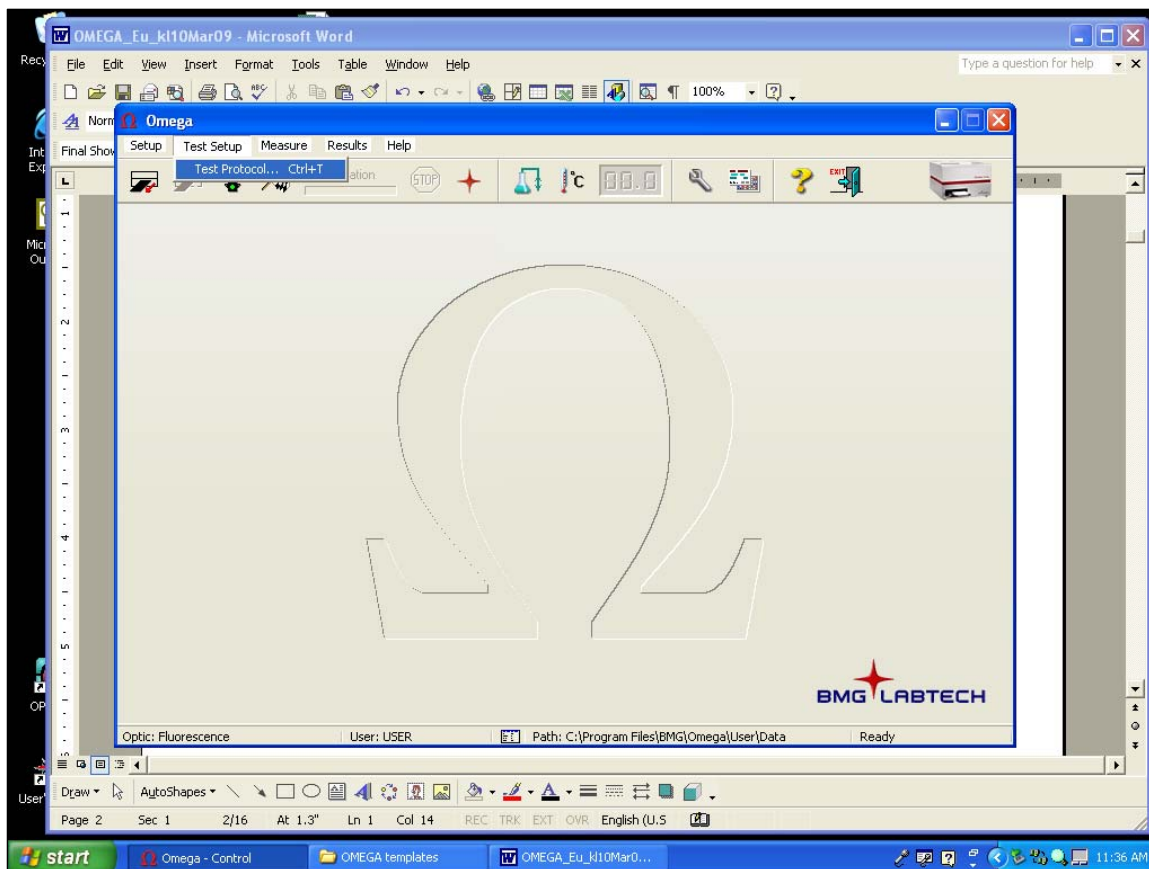 OMEGA_Eu_kl10Mar09 - Microsoft Word
File Edit View Insert Format Tools Table Window Help
Type a question for help
100%
Final Show
Omega
Setup Test Setup Measure Results Help
Test Protocol... Ctrl+T
STOP
°C
EXIT
BMG LABTECH
Optic: Fluorescence
User: USER
Path: C:\Program Files\BMG\Omega\User\Data
Ready
Draw
AutoShapes
Page 2 Sec 1 2/16 At 1.3" Ln 1 Col 14 REC TRK EXT OVR English (U.S
start
Omega - Control
OMEGA templates
OMEGA_Eu_kl10Mar0...
11:36 AM